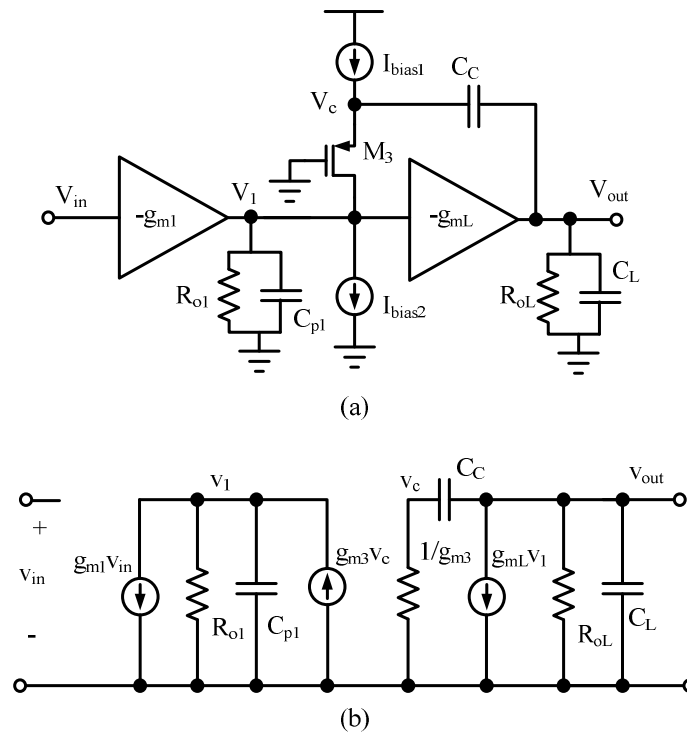 I_bias1
C_C
V_c
M_3
V_in
-g_m1
V_1
-g_mL
V_out
R_o1
C_p1
I_bias2
R_oL
C_L
(a)
v_1
v_c
C_C
v_out
+
v_in
-
g_m1v_in
R_o1
C_p1
g_m3v_c
1/g_m3
g_mLv_1
R_oL
C_L
(b)